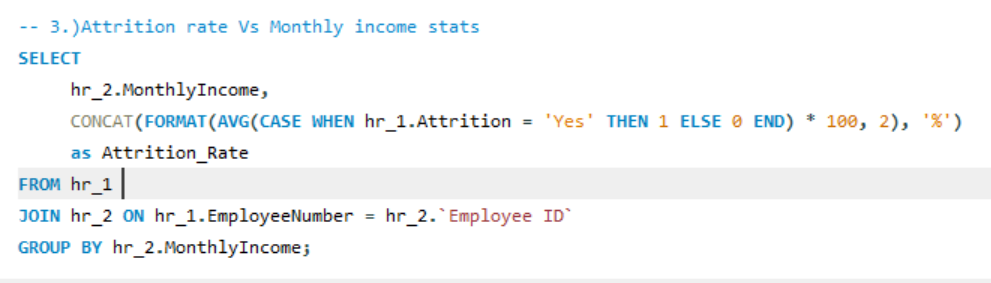 -- 3.)Attrition rate Vs Monthly income stats
SELECT
hr_2.MonthlyIncome,
CONCAT(FORMAT(AVG(CASE WHEN hr_1.Attrition = 'Yes' THEN 1 ELSE 0 END) * 100, 2), '%')
as Attrition_Rate
FROM hr_1
JOIN hr_2 ON hr_1.EmployeeNumber = hr_2.`Employee ID`
GROUP BY hr_2.MonthlyIncome;